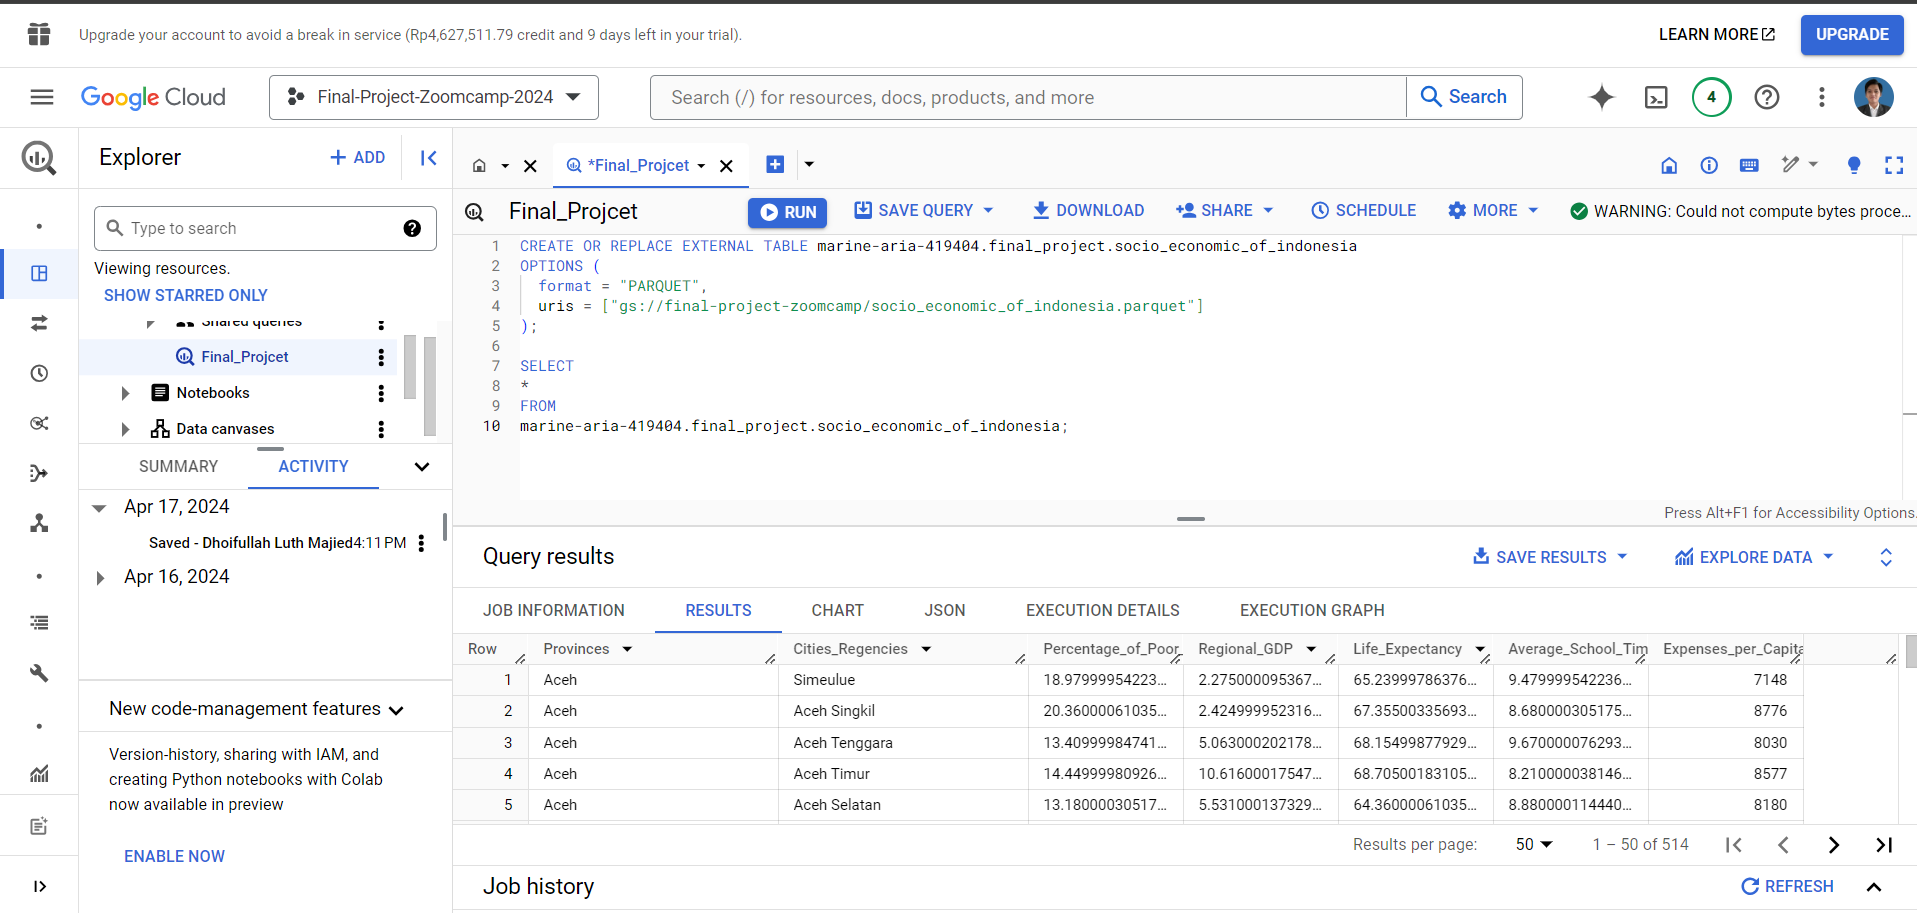 Upgrade your account to avoid a break in service (Rp4,627,511.79 credit and 9 days left in your trial).
LEARN MORE
UPGRADE
Google Cloud
Final-Project-Zoomcamp-2024
Search (/) for resources, docs, products, and more
Search
4
Explorer
+ ADD
*Final_Projcet
Type to search
Viewing resources.
SHOW STARRED ONLY
Shared queries
Final_Projcet
Notebooks
Data canvases
SUMMARY
ACTIVITY
Apr 17, 2024
Saved - Dhoifullah Luth Majied4:11 PM
Apr 16, 2024
New code-management features
Version-history, sharing with IAM, and
creating Python notebooks with Colab
now available in preview
ENABLE NOW
Final_Projcet
RUN
SAVE QUERY
DOWNLOAD
SHARE
SCHEDULE
MORE
WARNING: Could not compute bytes proce...
1 CREATE OR REPLACE EXTERNAL TABLE marine-aria-419404.final_project.socio_economic_of_indonesia
2 OPTIONS (
3 format = "PARQUET",
4 uris = ["gs://final-project-zoomcamp/socio_economic_of_indonesia.parquet"]
5 );
6
7 SELECT
8 *
9 FROM
10 marine-aria-419404.final_project.socio_economic_of_indonesia;
Press Alt+F1 for Accessibility Options.
Query results
SAVE RESULTS
EXPLORE DATA
JOB INFORMATION
RESULTS
CHART
JSON
EXECUTION DETAILS
EXECUTION GRAPH
Row Provinces Cities_Regencies Percentage_of_Poor_ Regional_GDP Life_Expectancy Average_School_Tim Expenses_per_Capita
1 Aceh Simeulue 18.97999954223... 2.275000095367... 65.23999786376... 9.479999542236... 7148
2 Aceh Aceh Singkil 20.36000061035... 2.424999952316... 67.35500335693... 8.680000305175... 8776
3 Aceh Aceh Tenggara 13.40999984741... 5.063000202178... 68.15499877929... 9.670000076293... 8030
4 Aceh Aceh Timur 14.44999980926... 10.61600017547... 68.70500183105... 8.210000038146... 8577
5 Aceh Aceh Selatan 13.18000030517... 5.531000137329... 64.36000061035... 8.880000114440... 8180
Results per page: 50 1 – 50 of 514
Job history
REFRESH